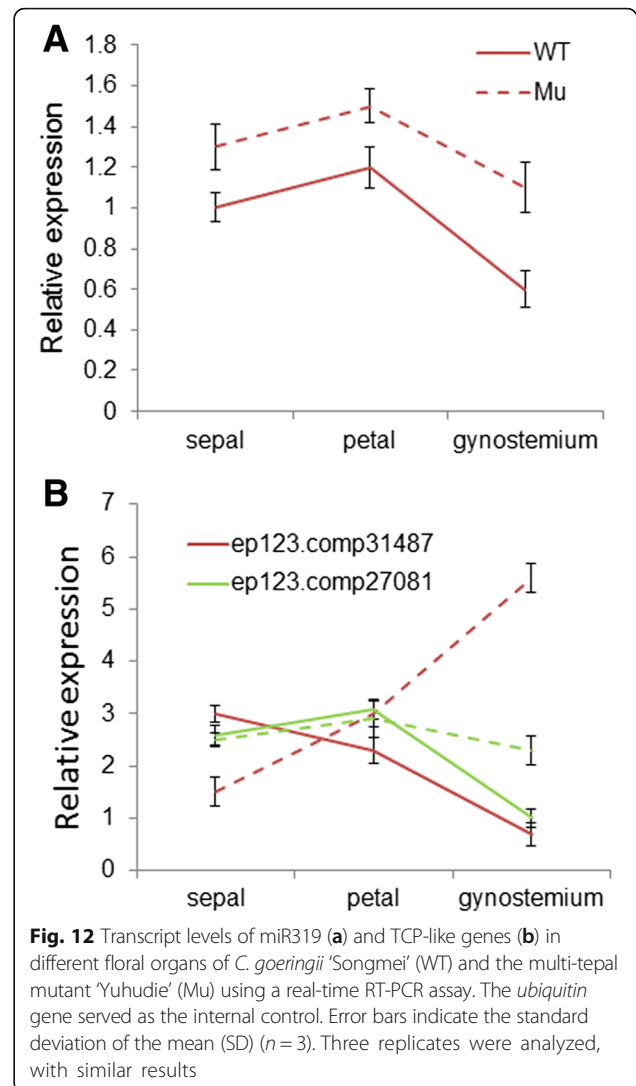 A
1.8
1.6
1.4
1.2
1
0.8
0.6
0.4
0.2
0
Relative expression
WT
Mu
sepal petal gynostemium
B
7
6
5
4
3
2
1
0
Relative expression
ep123.comp31487
ep123.comp27081
sepal petal gynostemium
Fig. 12 Transcript levels of miR319 (a) and TCP-like genes (b) in
different floral organs of C. goeringii ‘Songmei’ (WT) and the multi-tepal
mutant ‘Yuhudie’ (Mu) using a real-time RT-PCR assay. The ubiquitin
gene served as the internal control. Error bars indicate the standard
deviation of the mean (SD) (n = 3). Three replicates were analyzed,
with similar results